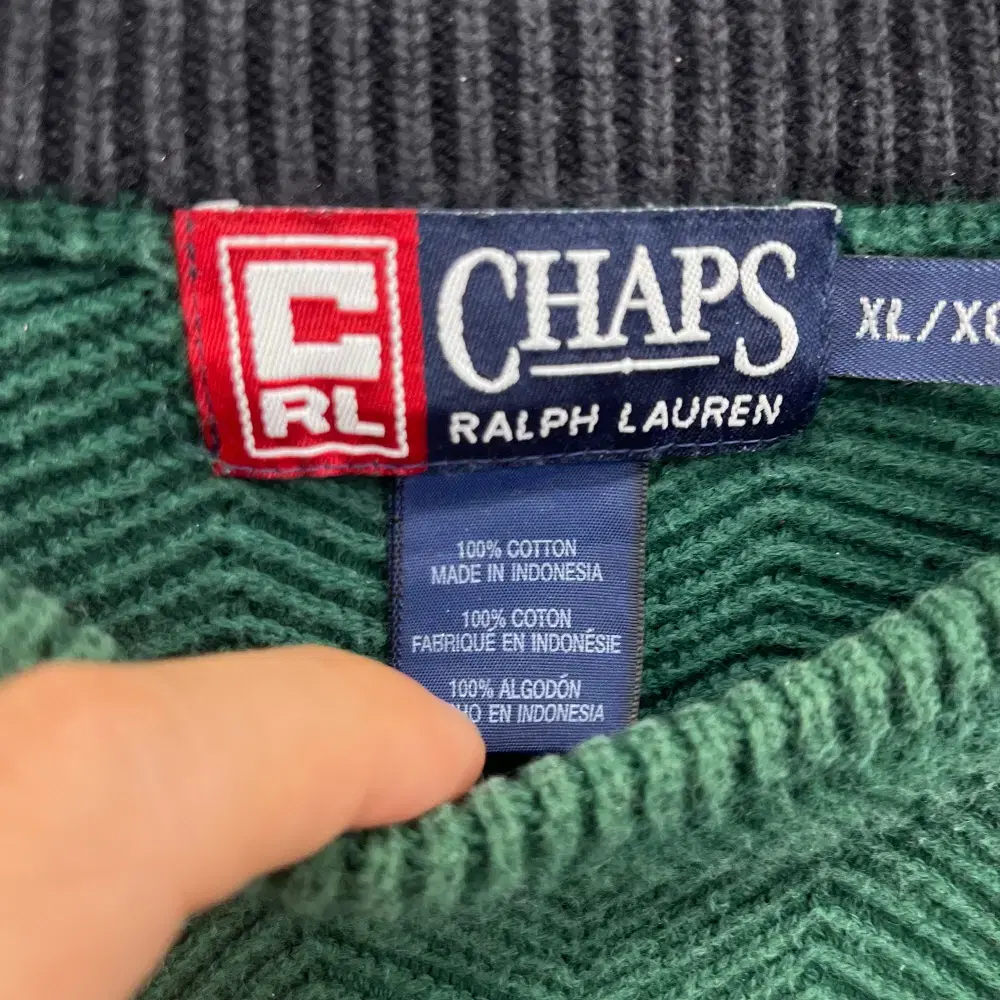 C
RL
CHAPS
RALPH LAUREN
XL/
100% COTTON
MADE IN INDONESIA
100% COTON
FABRIQUÉ EN INDONÉSIE
100% ALGODÓN
EN INDONESIA